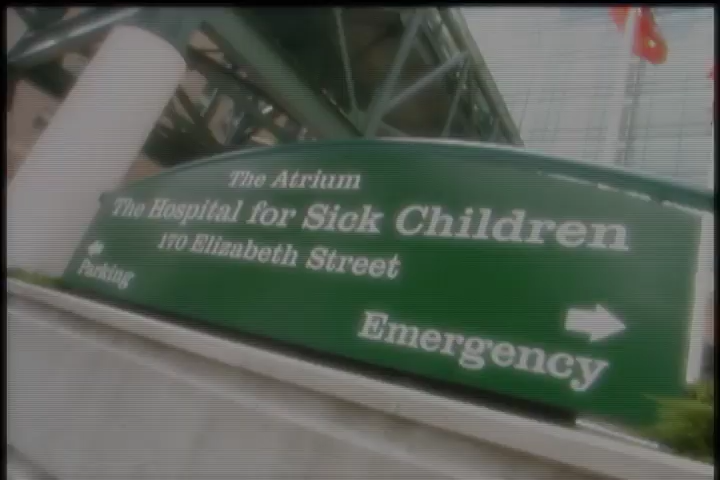 The Atrium
The Hospital for Sick Children
170 Elizabeth Street
Parking
Emergency